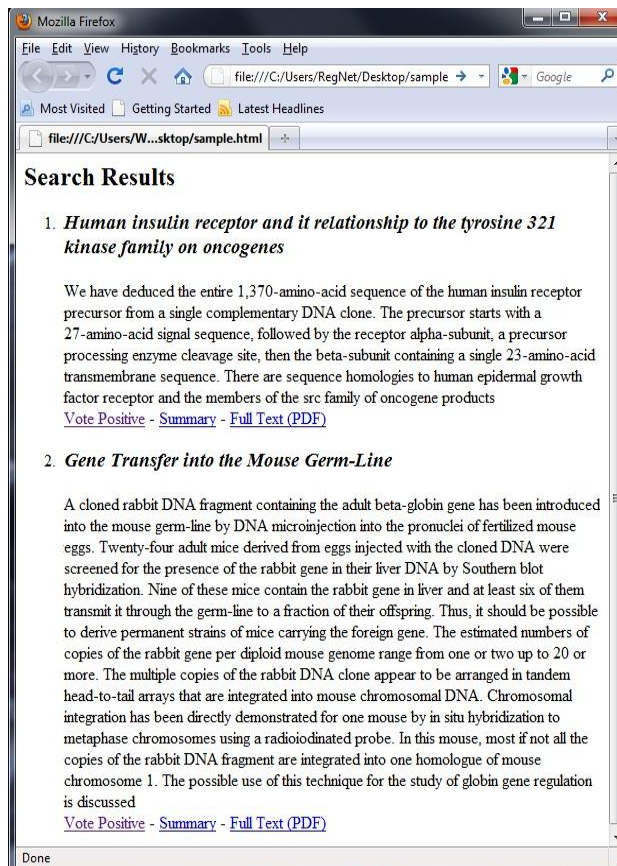 Mozilla Firefox
File Edit View History Bookmarks Tools Help
file:///C:/Users/RegNet/Desktop/sample
Google
Most Visited Getting Started Latest Headlines
file:///C:/Users/W...sktop/sample.html
Search Results
1. Human insulin receptor and it relationship to the tyrosine 321
kinase family on oncogenes
We have deduced the entire 1,370-amino-acid sequence of the human insulin receptor
precursor from a single complementary DNA clone. The precursor starts with a
27-amino-acid signal sequence, followed by the receptor alpha-subunit, a precursor
processing enzyme cleavage site, then the beta-subunit containing a single 23-amino-acid
transmembrane sequence. There are sequence homologies to human epidermal growth
factor receptor and the members of the src family of oncogene products
Vote Positive - Summary - Full Text (PDF)
2. Gene Transfer into the Mouse Germ-Line
A cloned rabbit DNA fragment containing the adult beta-globin gene has been introduced
into the mouse germ-line by DNA microinjection into the pronuclei of fertilized mouse
eggs. Twenty-four adult mice derived from eggs injected with the cloned DNA were
screened for the presence of the rabbit gene in their liver DNA by Southern blot
hybridization. Nine of these mice contain the rabbit gene in liver and at least six of them
transmit it through the germ-line to a fraction of their offspring. Thus, it should be possible
to derive permanent strains of mice carrying the foreign gene. The estimated numbers of
copies of the rabbit gene per diploid mouse genome range from one or two up to 20 or
more. The multiple copies of the rabbit DNA clone appear to be arranged in tandem
head-to-tail arrays that are integrated into mouse chromosomal DNA. Chromosomal
integration has been directly demonstrated for one mouse by in situ hybridization to
metaphase chromosomes using a radioiodinated probe. In this mouse, most if not all the
copies of the rabbit DNA fragment are integrated into one homologue of mouse
chromosome 1. The possible use of this technique for the study of globin gene regulation
is discussed
Vote Positive - Summary - Full Text (PDF)
Done